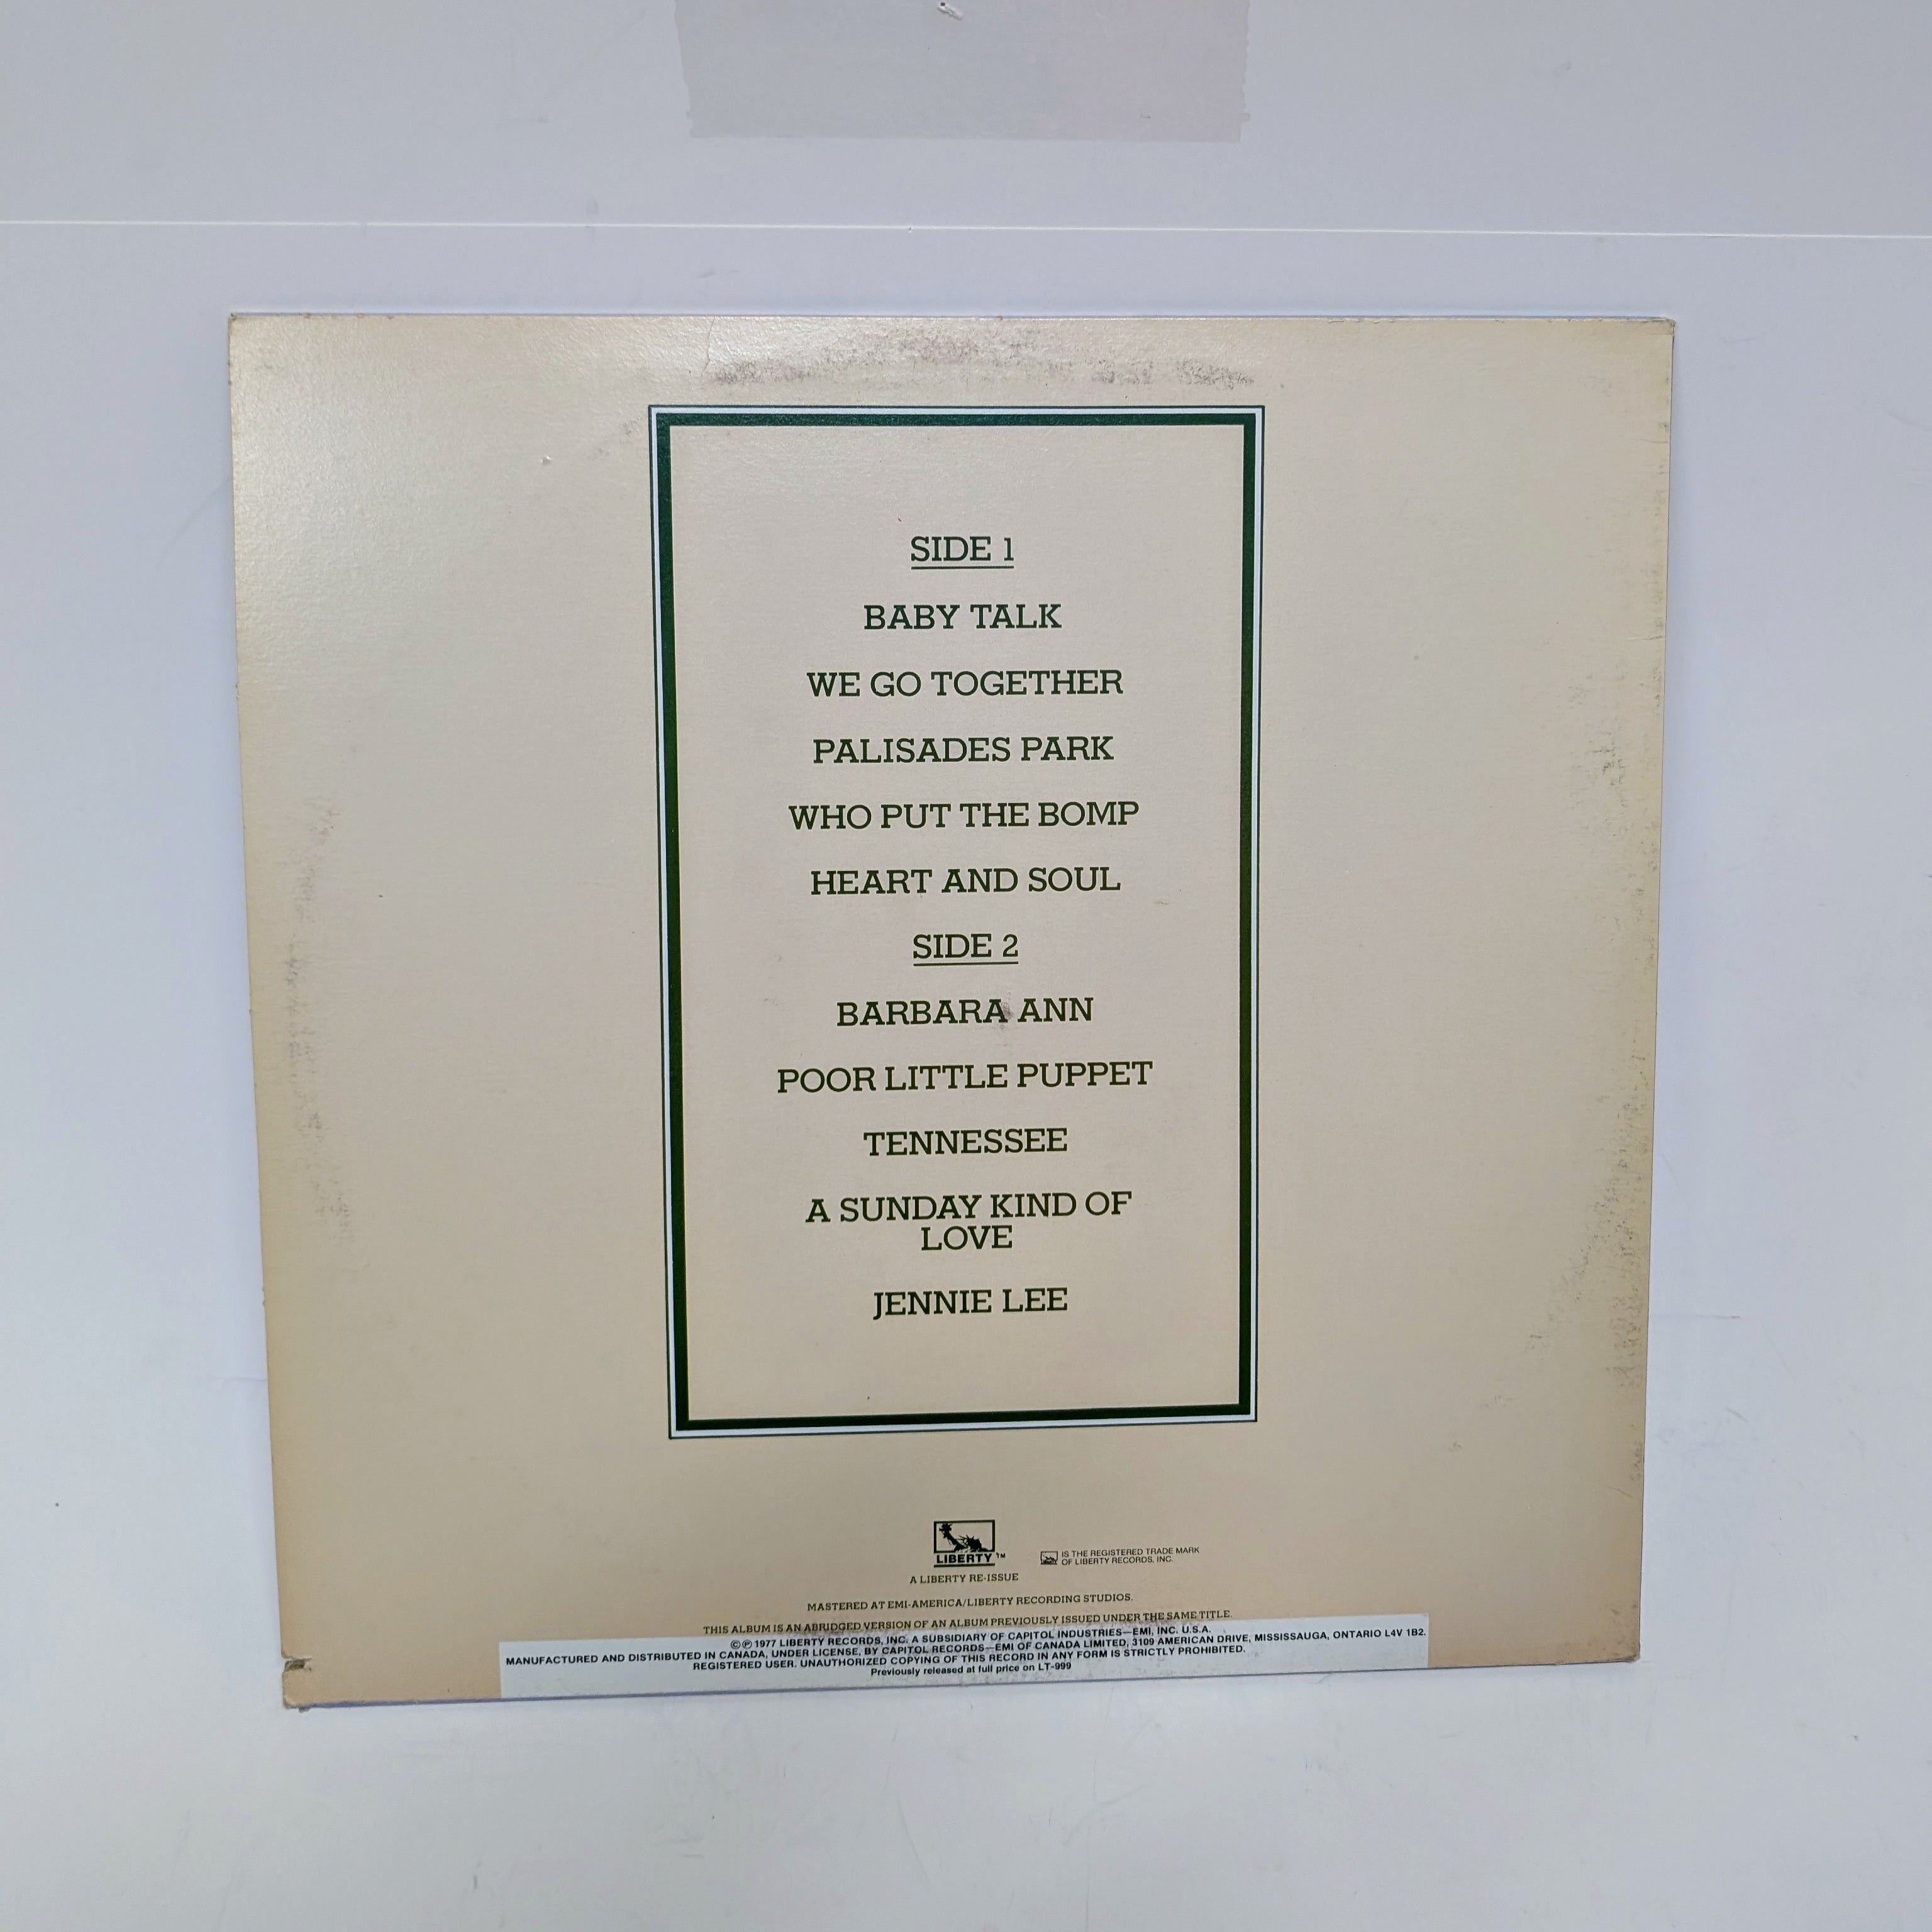 SIDE 1
BABY TALK
WE GO TOGETHER
PALISADES PARK
WHO PUT THE BOMP
HEART AND SOUL
SIDE 2
BARBARA ANN
POOR LITTLE PUPPET
TENNESSEE
A SUNDAY KIND OF
LOVE
JENNIE LEE
LIBERTY™
A LIBERTY RE-ISSUE
IS THE REGISTERED TRADE MARK
OF LIBERTY RECORDS, INC.
MASTERED AT EMI-AMERICA/LIBERTY RECORDING STUDIOS.
THIS ALBUM IS AN ABRIDGED VERSION OF AN ALBUM PREVIOUSLY ISSUED UNDER THE SAME TITLE.
©℗ 1977 LIBERTY RECORDS, INC. A SUBSIDIARY OF CAPITOL INDUSTRIES—EMI, INC. U.S.A.
MANUFACTURED AND DISTRIBUTED IN CANADA, UNDER LICENSE, BY CAPITOL RECORDS—EMI OF CANADA LIMITED, 3109 AMERICAN DRIVE, MISSISSAUGA, ONTARIO L4V 1B2.
REGISTERED USER. UNAUTHORIZED COPYING OF THIS RECORD IN ANY FORM IS STRICTLY PROHIBITED.
Previously released at full price on LT-999